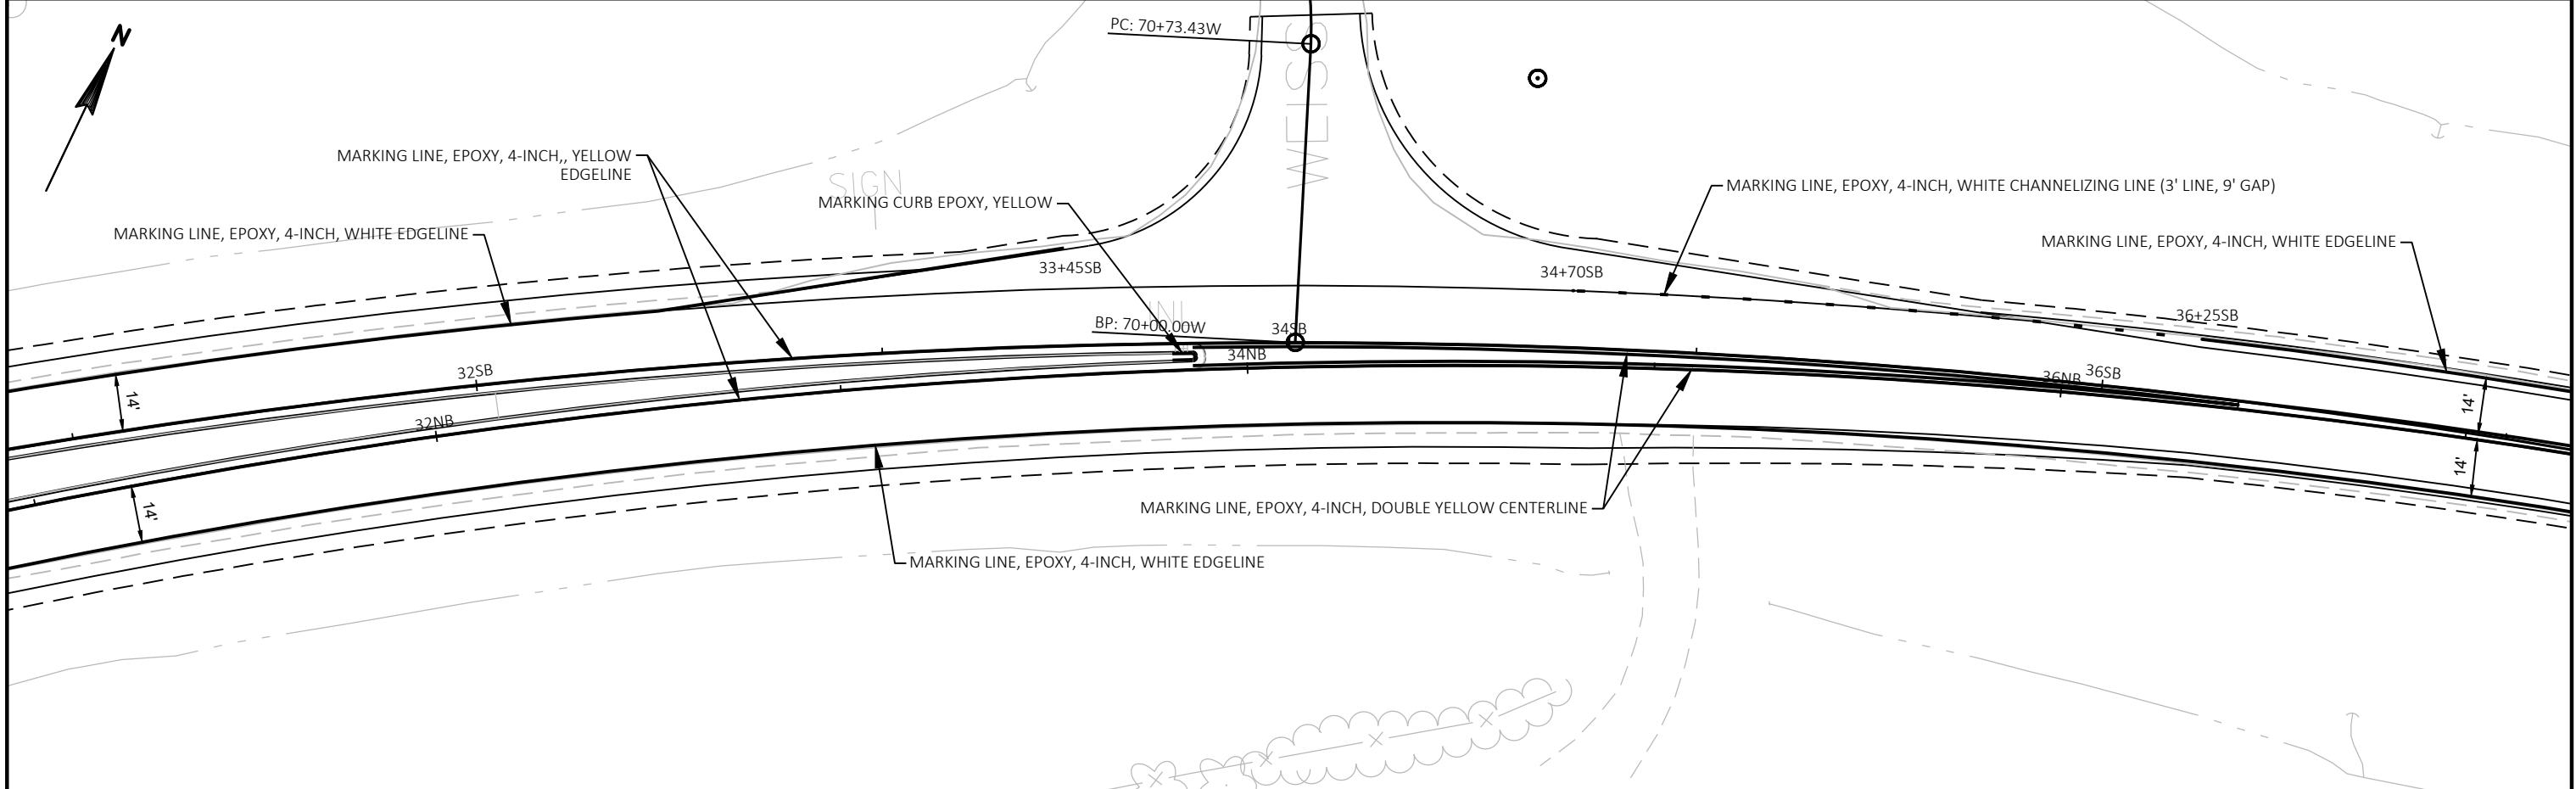 N
PC: 70+73.43W
WEISS
MARKING LINE, EPOXY, 4-INCH,, YELLOW
EDGELINE
SIGN
MARKING CURB EPOXY, YELLOW
MARKING LINE, EPOXY, 4-INCH, WHITE CHANNELIZING LINE (3' LINE, 9' GAP)
MARKING LINE, EPOXY, 4-INCH, WHITE EDGELINE
MARKING LINE, EPOXY, 4-INCH, WHITE EDGELINE
33+45SB
34+70SB
36+25SB
BP: 70+00.00W
34SB
34NB
32SB
36NB
36SB
14'
14'
32NB
14'
14'
MARKING LINE, EPOXY, 4-INCH, DOUBLE YELLOW CENTERLINE
MARKING LINE, EPOXY, 4-INCH, WHITE EDGELINE